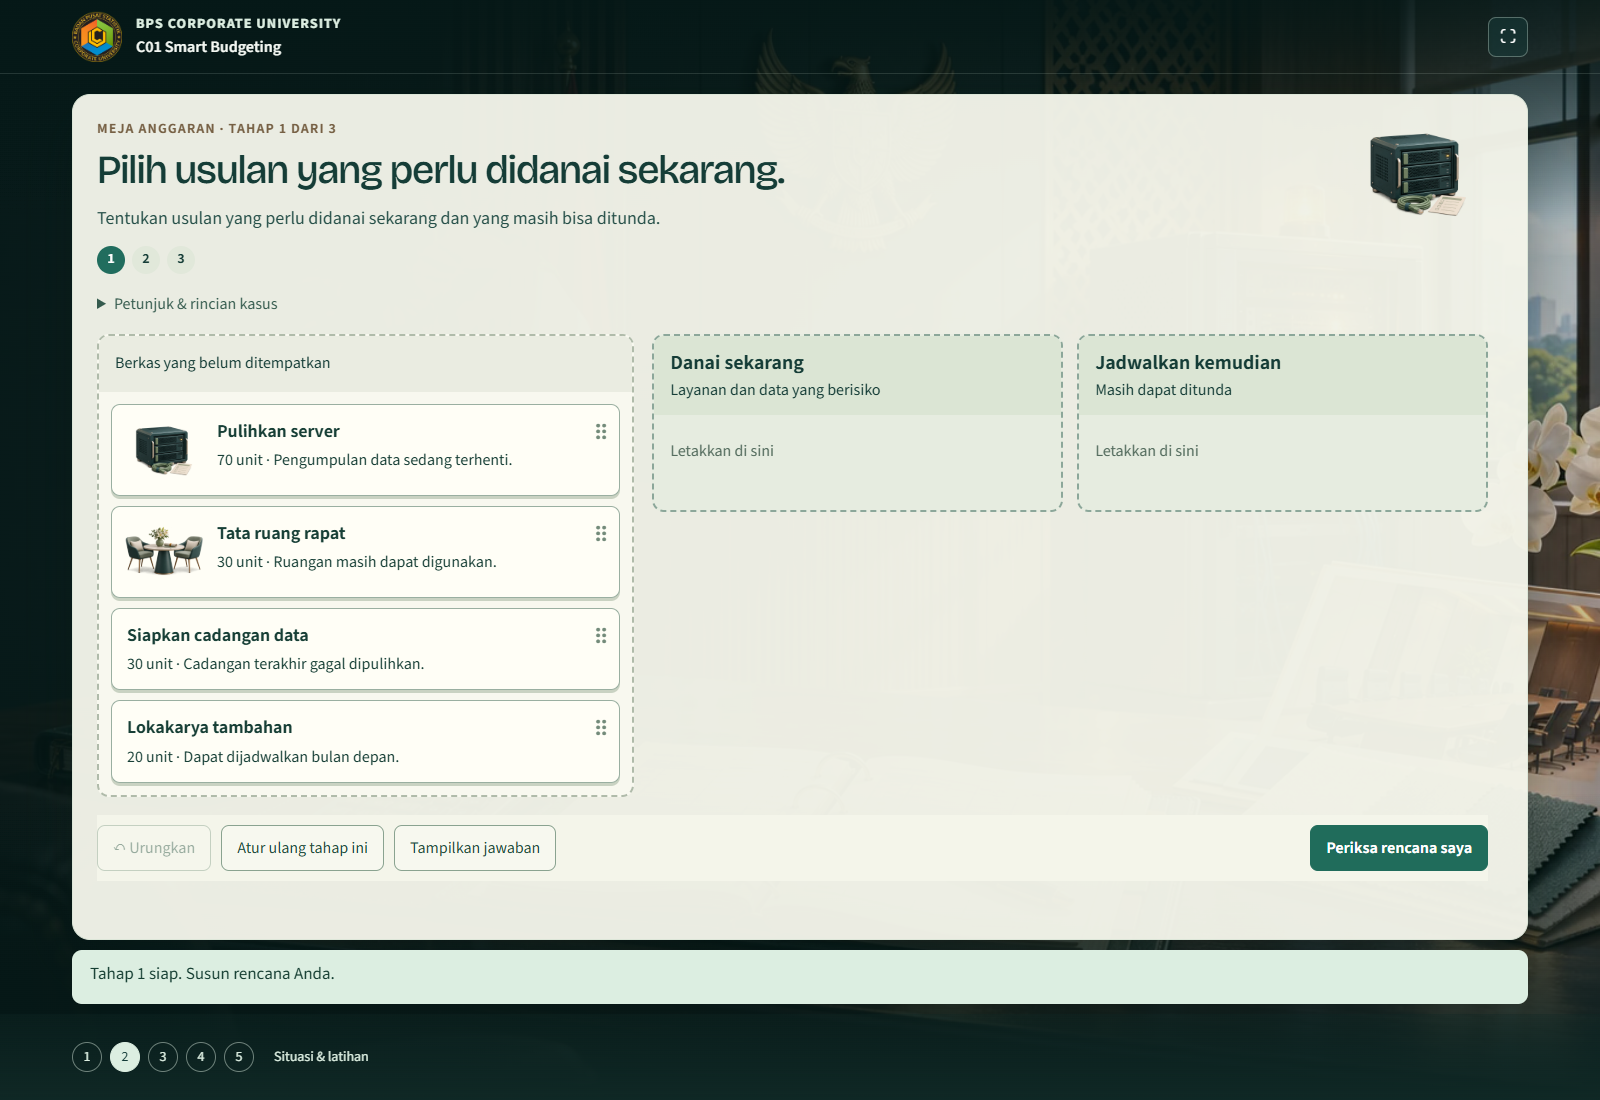 BPS CORPORATE UNIVERSITY
C01 Smart Budgeting
MEJA ANGGARAN · TAHAP 1 DARI 3
Pilih usulan yang perlu didanai sekarang.
Tentukan usulan yang perlu didanai sekarang dan yang masih bisa ditunda.
1 2 3
Petunjuk & rincian kasus
Berkas yang belum ditempatkan
Pulihkan server
70 unit · Pengumpulan data sedang terhenti.
Tata ruang rapat
30 unit · Ruangan masih dapat digunakan.
Siapkan cadangan data
30 unit · Cadangan terakhir gagal dipulihkan.
Lokakarya tambahan
20 unit · Dapat dijadwalkan bulan depan.
Danai sekarang
Layanan dan data yang berisiko
Letakkan di sini
Jadwalkan kemudian
Masih dapat ditunda
Letakkan di sini
Urungkan
Atur ulang tahap ini
Tampilkan jawaban
Periksa rencana saya
Tahap 1 siap. Susun rencana Anda.
1 2 3 4 5 Situasi & latihan